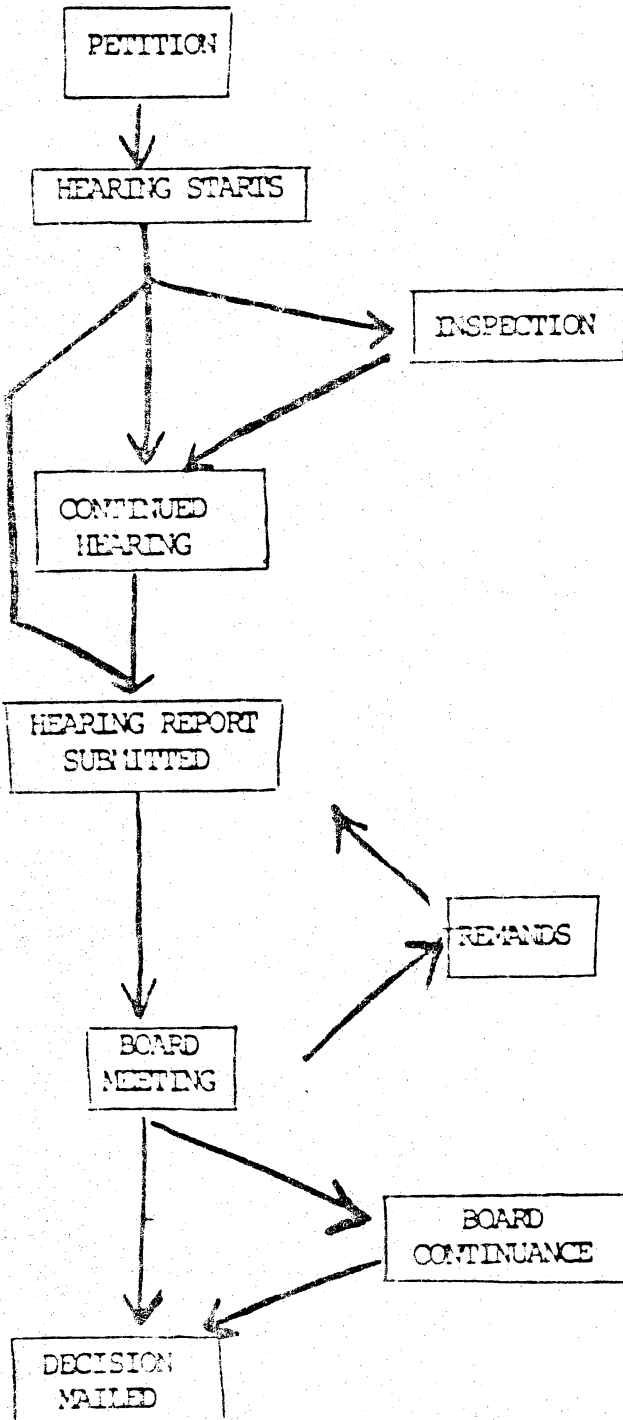 PETITION
HEARING STARTS
INSPECTION
CONTINUED
HEARING
HEARING REPORT
SUBMITTED
REMANDS
BOARD
MEETING
BOARD
CONTINUANCE
DECISION
MAILED